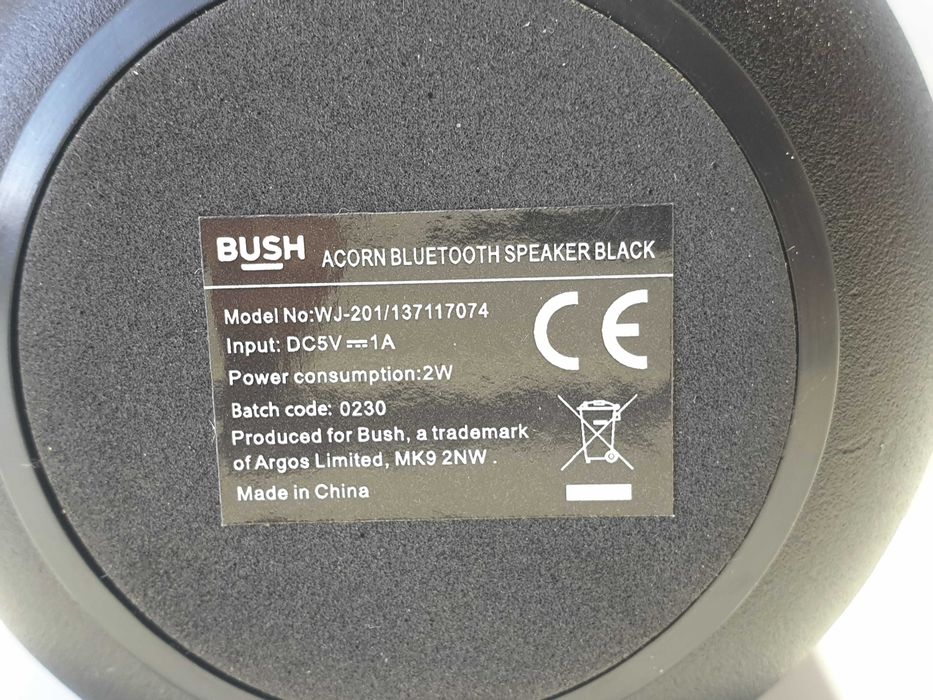 BUSH ACORN BLUETOOTH SPEAKER BLACK
Model No:WJ-201/137117074
Input: DC5V⎓1A
Power consumption:2W
Batch code: 0230
Produced for Bush, a trademark
of Argos Limited, MK9 2NW .
Made in China
CE